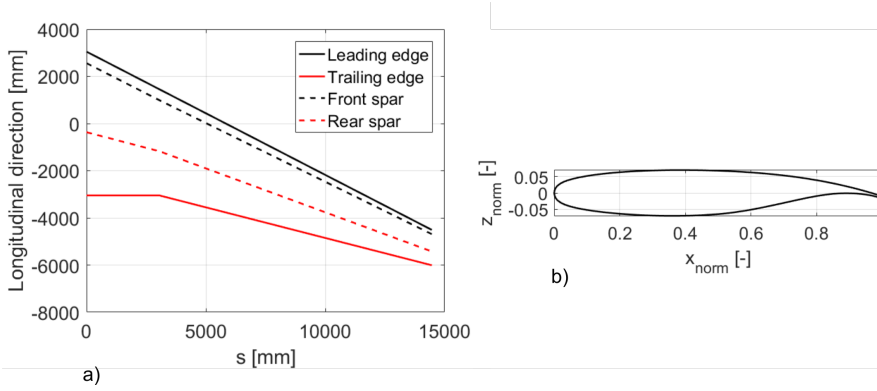 4000
2000
0
-2000
-4000
-6000
-8000
Longitudinal direction [mm]
0 5000 10000 15000
s [mm]
Leading edge
Trailing edge
Front spar
Rear spar
a)
0.05
0
-0.05
z_norm [-]
0 0.2 0.4 0.6 0.8
x_norm [-]
b)